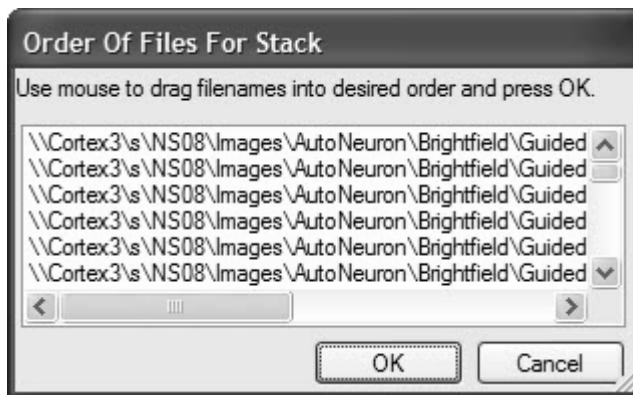 Order Of Files For Stack
Use mouse to drag filenames into desired order and press OK.
\\Cortex3\s\NS08\Images\AutoNeuron\Brightfield\Guided
\\Cortex3\s\NS08\Images\AutoNeuron\Brightfield\Guided
\\Cortex3\s\NS08\Images\AutoNeuron\Brightfield\Guided
\\Cortex3\s\NS08\Images\AutoNeuron\Brightfield\Guided
\\Cortex3\s\NS08\Images\AutoNeuron\Brightfield\Guided
\\Cortex3\s\NS08\Images\AutoNeuron\Brightfield\Guided
OK Cancel